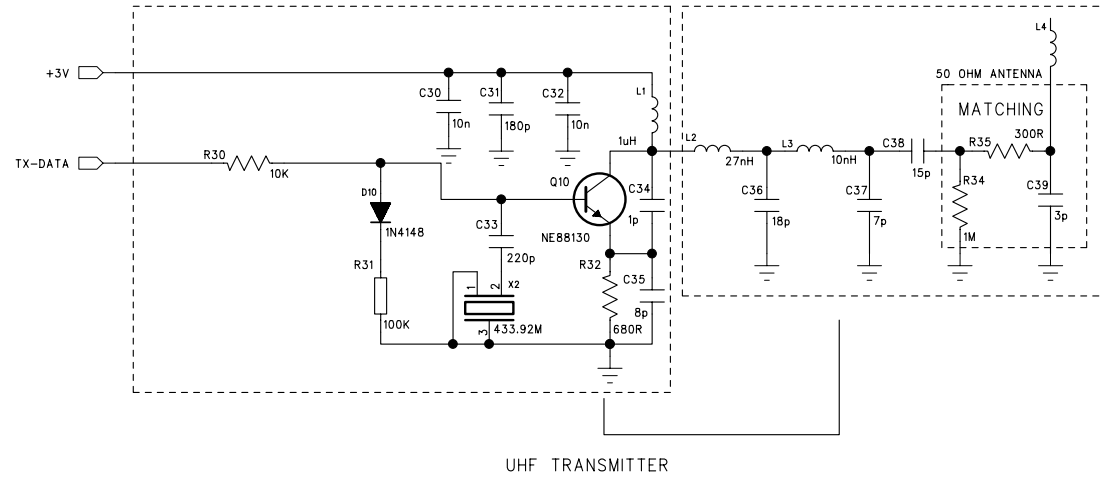 L4
+3V
50 OHM ANTENNA
C30
C31
C32
L1
MATCHING
10n
180p
10n
1uH
L2
300R
TX-DATA
R30
L3
C38
R35
27nH
10nH
10K
Q10
15p
D10
C34
C36
C37
R34
C39
1N4148
C33
1p
18p
7p
3p
NE88130
1M
220p
R31
R32
C35
1
2
X2
8p
100K
3
433.92M
680R
UHF TRANSMITTER